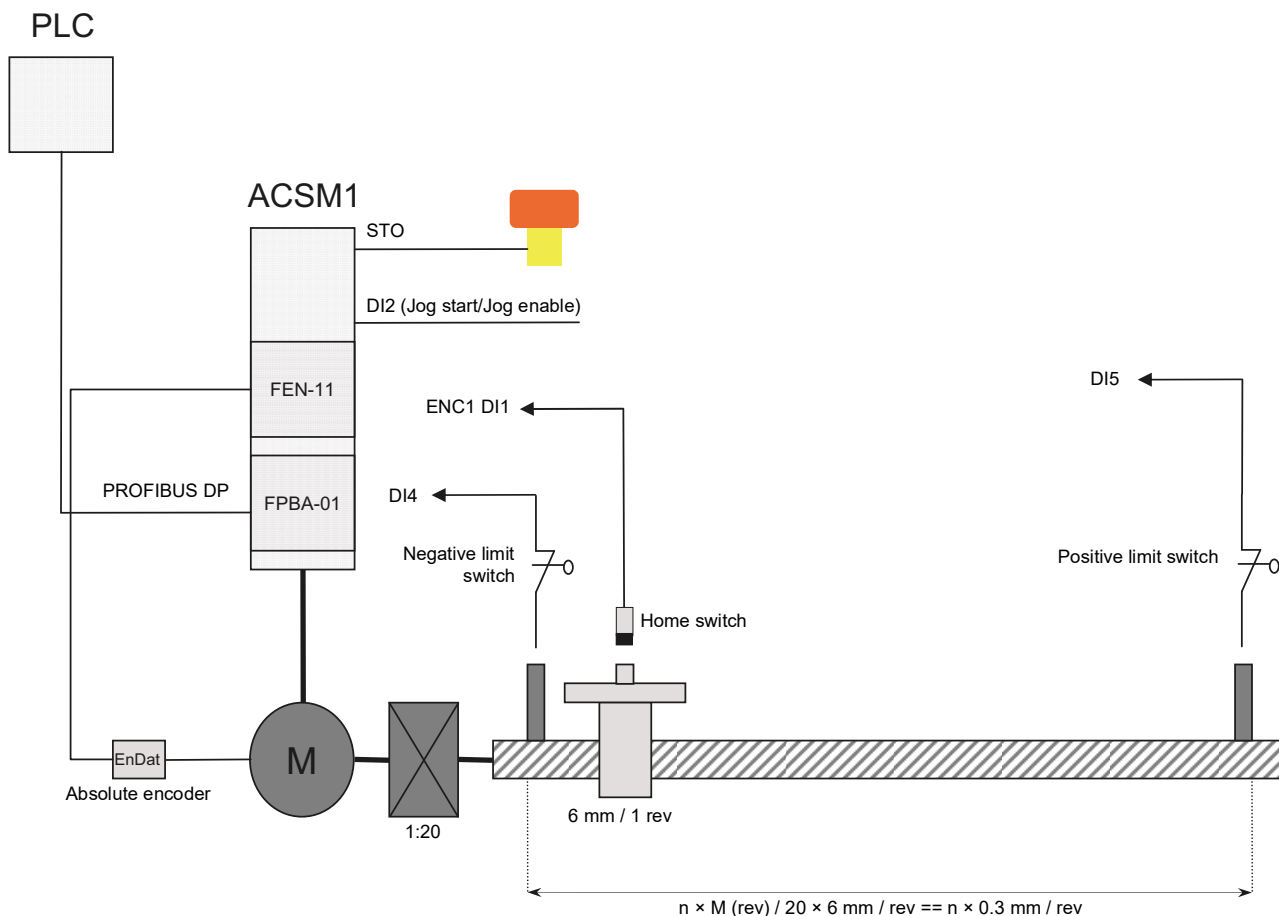 PLC
ACSM1
STO
DI2 (Jog start/Jog enable)
FEN-11
DI5
ENC1 DI1
PROFIBUS DP
FPBA-01
DI4
Negative limit
switch
Positive limit switch
Home switch
M
EnDat
Absolute encoder
6 mm / 1 rev
1:20
n × M (rev) / 20 × 6 mm / rev == n × 0.3 mm / rev